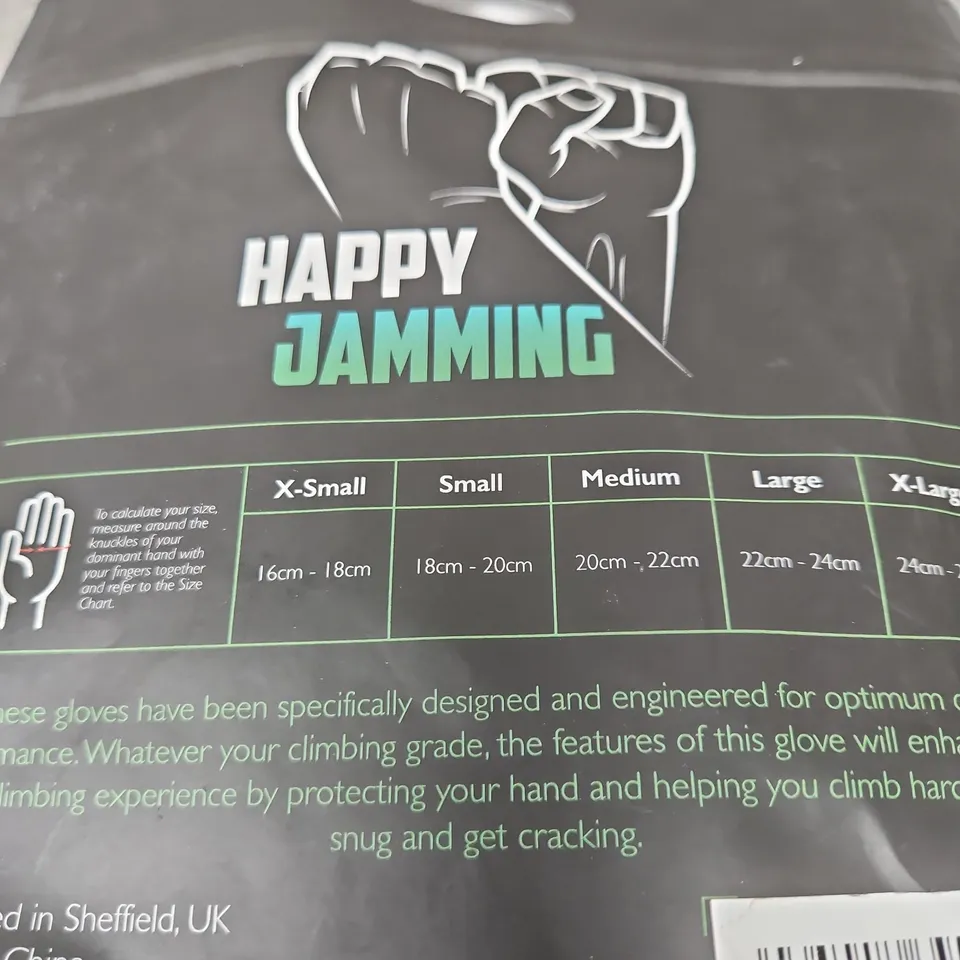 HAPPY
JAMMING
X-Small Small Medium Large
To calculate your size,
measure around the
knuckles of your
dominant hand with
your fingers together
and refer to the Size
Chart.
16cm - 18cm 18cm - 20cm 20cm - 22cm 22cm - 24cm 24cm -
gloves have been specifically designed and engineered for optimum
Whatever your climbing grade, the features of this glove will
experience by protecting your hand and helping you climb
snug and get cracking.
in Sheffield, UK